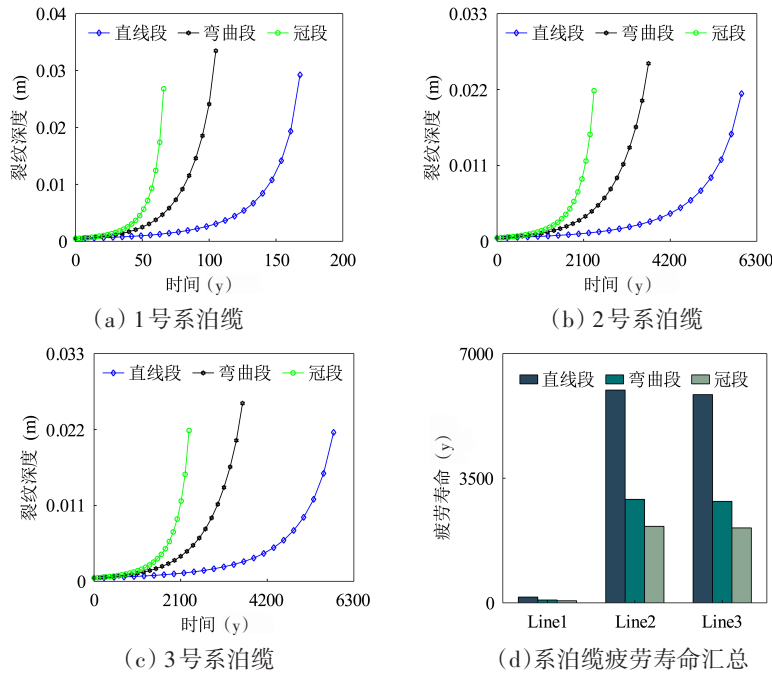 0.04
0.03
0.02
0.01
0
裂纹深度 (m)
直线段 弯曲段 冠段
0 50 100 150 200
时间（y）
（a）1号系泊缆
0.033
0.022
0.011
0
裂纹深度 (m)
直线段 弯曲段 冠段
0 2100 4200 6300
时间（y）
（b）2号系泊缆
0.033
0.022
0.011
0
裂纹深度 (m)
直线段 弯曲段 冠段
0 2100 4200 6300
时间（y）
（c）3号系泊缆
7000
3500
0
疲劳寿命（y）
直线段 弯曲段 冠段
Line1 Line2 Line3
（d）系泊缆疲劳寿命汇总